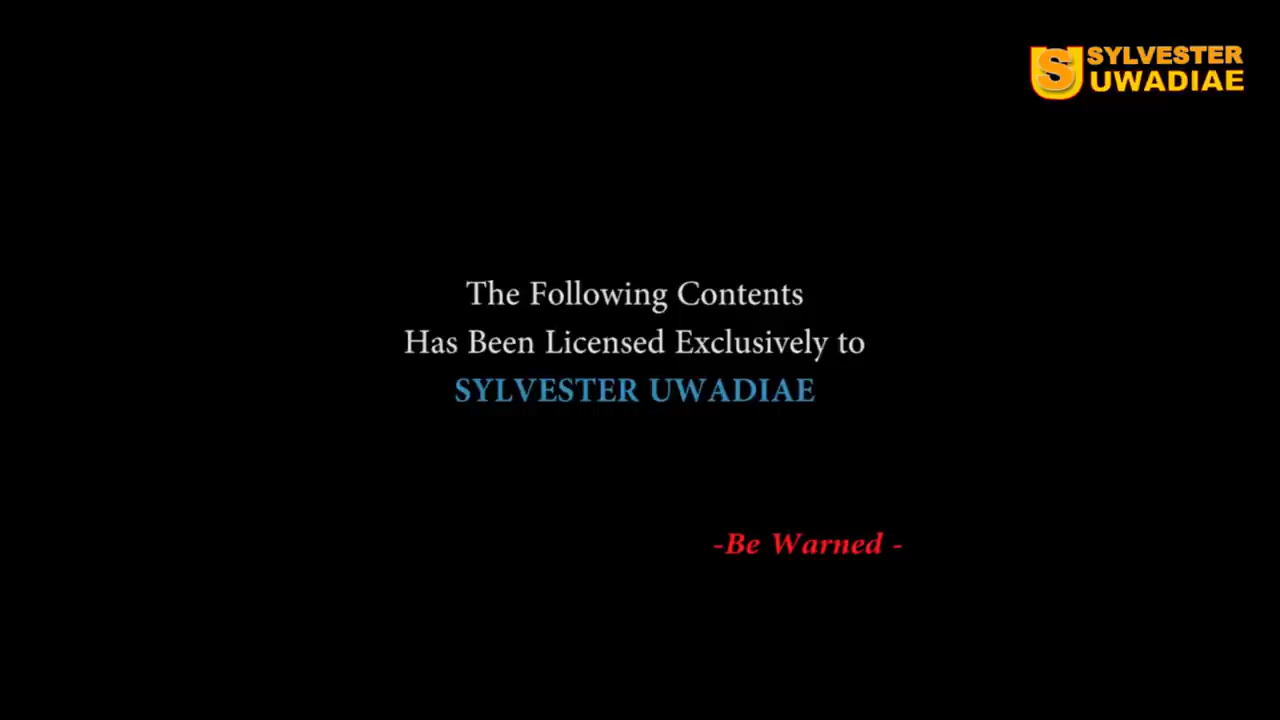 SYLVESTER
UWADIAE
The Following Contents
Has Been Licensed Exclusively to
SYLVESTER UWADIAE
-Be Warned -